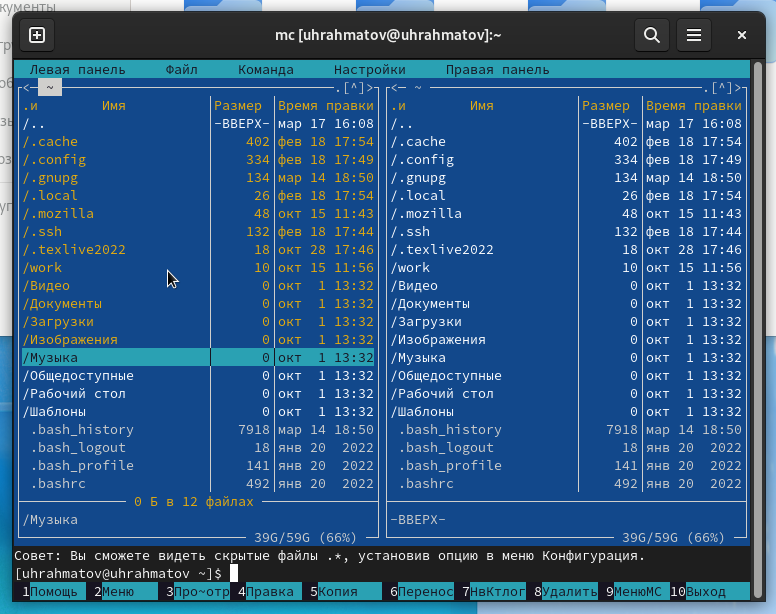 mc [uhrahmatov@uhrahmatov]:~
Левая панель Файл Команда Настройки Правая панель
<— ~ .[^]> <— ~ .[^]>
.и Имя Размер Время правки .и Имя Размер Время правки
/.. -ВВЕРХ- мар 17 16:08 /.. -ВВЕРХ- мар 17 16:08
/.cache 402 фев 18 17:54 /.cache 402 фев 18 17:54
/.config 334 фев 18 17:49 /.config 334 фев 18 17:49
/.gnupg 134 мар 14 18:50 /.gnupg 134 мар 14 18:50
/.local 26 фев 18 17:54 /.local 26 фев 18 17:54
/.mozilla 48 окт 15 11:43 /.mozilla 48 окт 15 11:43
/.ssh 132 фев 18 17:44 /.ssh 132 фев 18 17:44
/.texlive2022 18 окт 28 17:46 /.texlive2022 18 окт 28 17:46
/work 10 окт 15 11:56 /work 10 окт 15 11:56
/Видео 0 окт 1 13:32 /Видео 0 окт 1 13:32
/Документы 0 окт 1 13:32 /Документы 0 окт 1 13:32
/Загрузки 0 окт 1 13:32 /Загрузки 0 окт 1 13:32
/Изображения 0 окт 1 13:32 /Изображения 0 окт 1 13:32
/Музыка 0 окт 1 13:32 /Музыка 0 окт 1 13:32
/Общедоступные 0 окт 1 13:32 /Общедоступные 0 окт 1 13:32
/Рабочий стол 0 окт 1 13:32 /Рабочий стол 0 окт 1 13:32
/Шаблоны 0 окт 1 13:32 /Шаблоны 0 окт 1 13:32
.bash_history 7918 мар 14 18:50 .bash_history 7918 мар 14 18:50
.bash_logout 18 янв 20 2022 .bash_logout 18 янв 20 2022
.bash_profile 141 янв 20 2022 .bash_profile 141 янв 20 2022
.bashrc 492 янв 20 2022 .bashrc 492 янв 20 2022
0 Б в 12 файлах
/Музыка -ВВЕРХ-
39G/59G (66%) 39G/59G (66%)
Совет: Вы сможете видеть скрытые файлы .*, установив опцию в меню Конфигурация.
[uhrahmatov@uhrahmatov ~]$
1Помощь 2Меню 3Про~отр 4Правка 5Копия 6Перенос 7НвКтлог 8Удалить 9МенюМС 10Выход